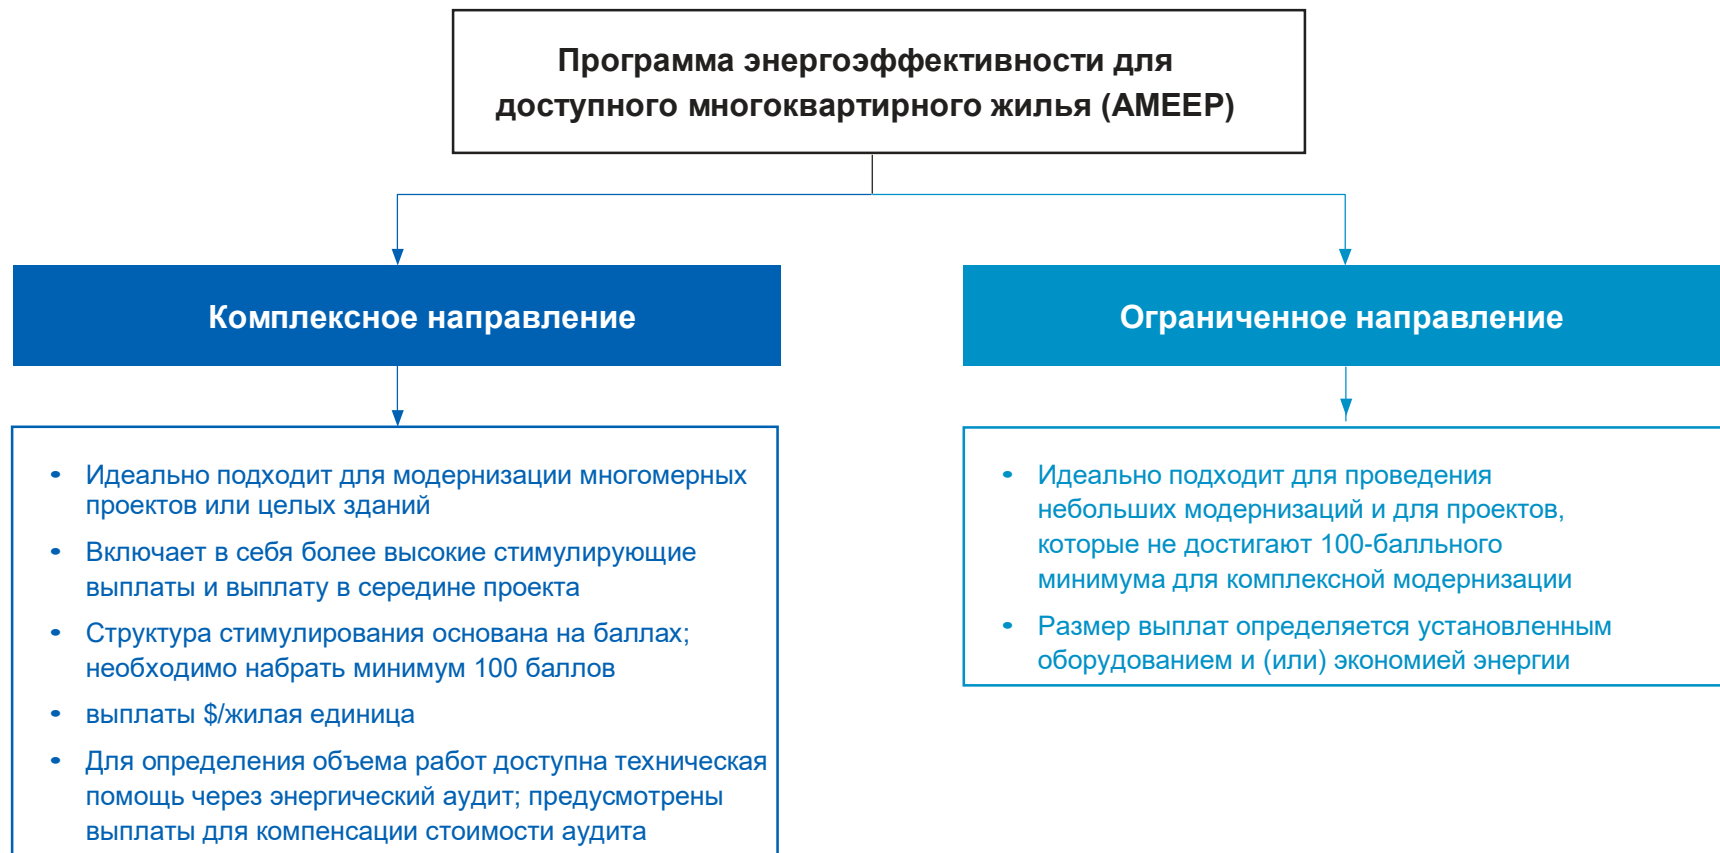 Программа энергоэффективности для
доступного многоквартирного жилья (AMEEP)
Комплексное направление
Ограниченное направление
• Идеально подходит для модернизации многомерных
проектов или целых зданий
• Включает в себя более высокие стимулирующие
выплаты и выплату в середине проекта
• Структура стимулирования основана на баллах;
необходимо набрать минимум 100 баллов
• выплаты $/жилая единица
• Для определения объема работ доступна техническая
помощь через энергический аудит; предусмотрены
выплаты для компенсации стоимости аудита
• Идеально подходит для проведения
небольших модернизаций и для проектов,
которые не достигают 100-балльного
минимума для комплексной модернизации
• Размер выплат определяется установленным
оборудованием и (или) экономией энергии